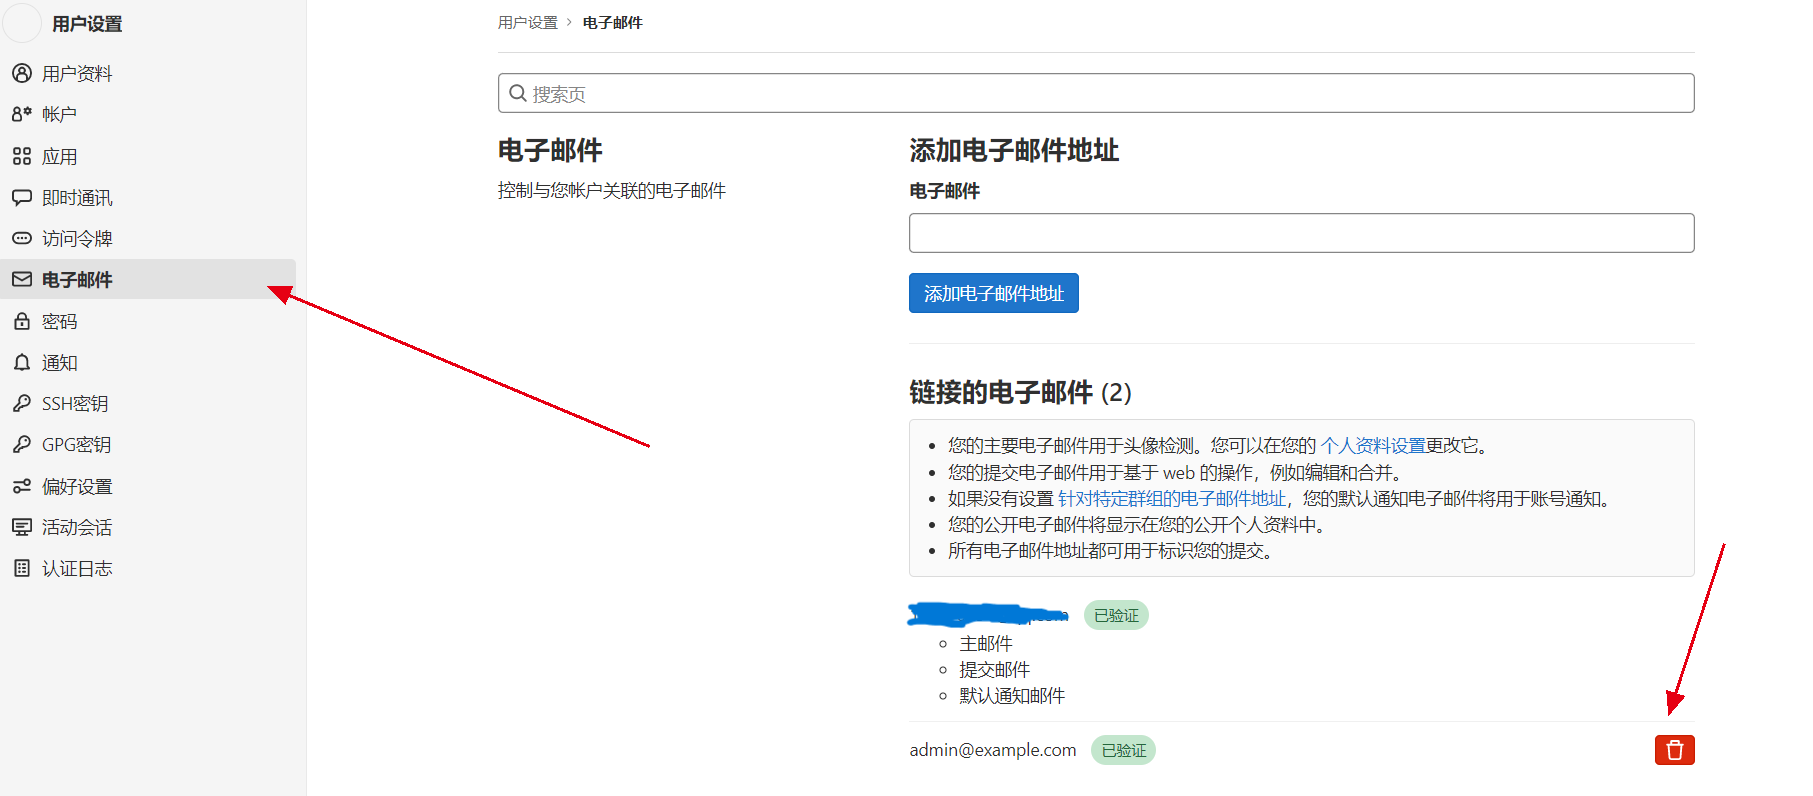 用户设置
用户资料
帐户
应用
即时通讯
访问令牌
电子邮件
密码
通知
SSH密钥
GPG密钥
偏好设置
活动会话
认证日志
用户设置 › 电子邮件
搜索页
电子邮件
控制与您帐户关联的电子邮件
添加电子邮件地址
电子邮件
添加电子邮件地址
链接的电子邮件 (2)
您的主要电子邮件用于头像检测。您可以在您的 个人资料设置更改它。
您的提交电子邮件用于基于 web 的操作，例如编辑和合并。
如果没有设置 针对特定群组的电子邮件地址，您的默认通知电子邮件将用于账号通知。
您的公开电子邮件将显示在您的公开个人资料中。
所有电子邮件地址都可用于标识您的提交。
已验证
主邮件
提交邮件
默认通知邮件
admin@example.com 已验证